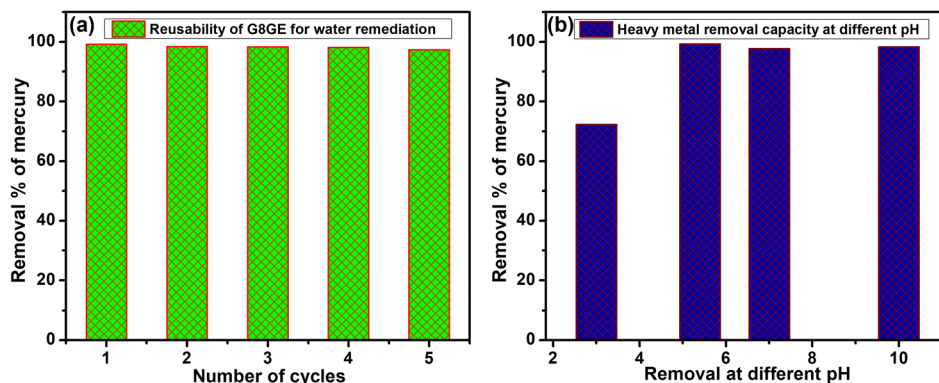 (a)
Reusability of G8GE for water remediation
Removal % of mercury
100
80
60
40
20
0
1 2 3 4 5
Number of cycles
(b)
Heavy metal removal capacity at different pH
Removal % of mercury
100
80
60
40
20
0
2 4 6 8 10
Removal at different pH